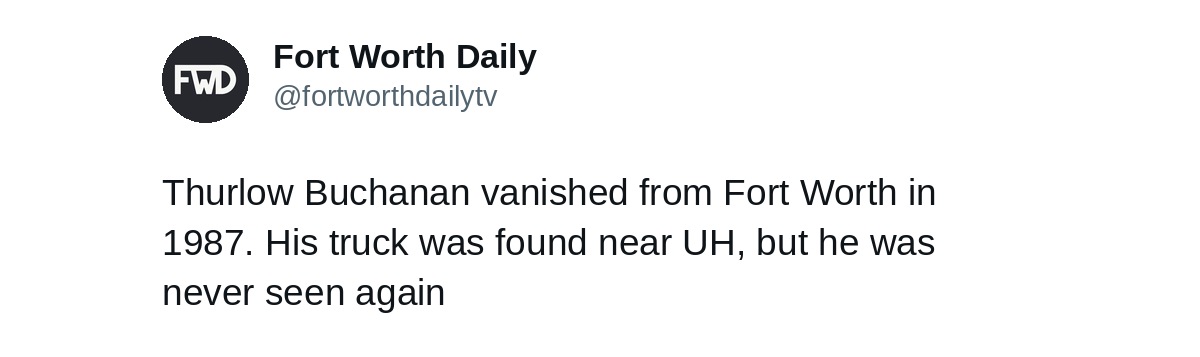 FWD
Fort Worth Daily
@fortworthdailytv
Thurlow Buchanan vanished from Fort Worth in
1987. His truck was found near UH, but he was
never seen again